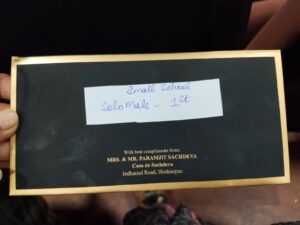 Small School
Solo Male - 1st
With best compliments from:
MRS. & MR. PARAMJIT SACHDEVA
Casa de Sachdeva
Jodhamal Road, Hoshiarpur.